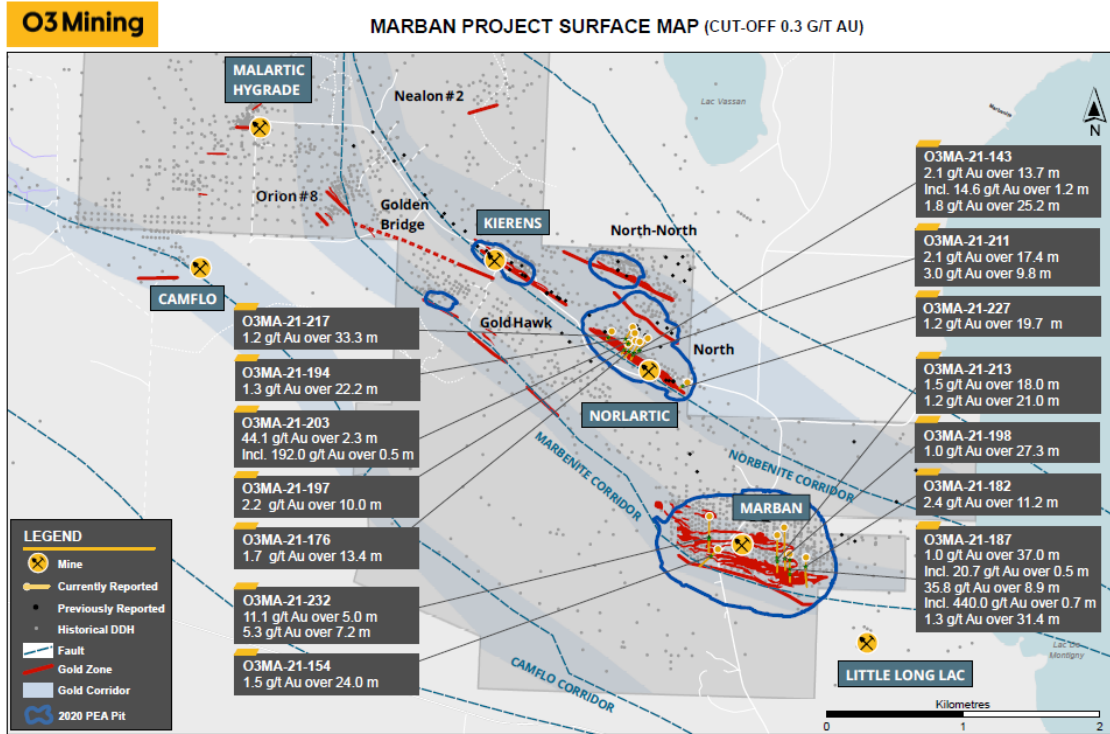 O3 Mining
MARBAN PROJECT SURFACE MAP (CUT-OFF 0.3 G/T AU)
MALARTIC
HYGRADE
Nealon #2
Lac Vassan
Marbenite
N
Orion #8
Golden
Bridge
KIERENS
North-North
CAMFLO
Gold Hawk
North
NORLARTIC
MARBENITE CORRIDOR
NORBENITE CORRIDOR
MARBAN
CAMFLO CORRIDOR
LITTLE LONG LAC
Lac De
Montigny
O3MA-21-217
1.2 g/t Au over 33.3 m
O3MA-21-194
1.3 g/t Au over 22.2 m
O3MA-21-203
44.1 g/t Au over 2.3 m
Incl. 192.0 g/t Au over 0.5 m
O3MA-21-197
2.2 g/t Au over 10.0 m
O3MA-21-176
1.7 g/t Au over 13.4 m
O3MA-21-232
11.1 g/t Au over 5.0 m
5.3 g/t Au over 7.2 m
O3MA-21-154
1.5 g/t Au over 24.0 m
O3MA-21-143
2.1 g/t Au over 13.7 m
Incl. 14.6 g/t Au over 1.2 m
1.8 g/t Au over 25.2 m
O3MA-21-211
2.1 g/t Au over 17.4 m
3.0 g/t Au over 9.8 m
O3MA-21-227
1.2 g/t Au over 19.7 m
O3MA-21-213
1.5 g/t Au over 18.0 m
1.2 g/t Au over 21.0 m
O3MA-21-198
1.0 g/t Au over 27.3 m
O3MA-21-182
2.4 g/t Au over 11.2 m
O3MA-21-187
1.0 g/t Au over 37.0 m
Incl. 20.7 g/t Au over 0.5 m
35.8 g/t Au over 8.9 m
Incl. 440.0 g/t Au over 0.7 m
1.3 g/t Au over 31.4 m
LEGEND
Mine
Currently Reported
Previously Reported
Historical DDH
Fault
Gold Zone
Gold Corridor
2020 PEA Pit
Kilometres
0 1 2